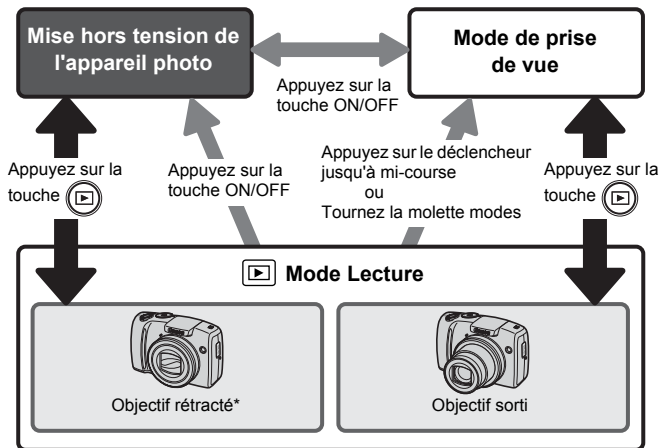 Mise hors tension de
l'appareil photo
Mode de prise
de vue
Appuyez sur la
touche ON/OFF
Appuyez sur la
touche
Appuyez sur la
touche ON/OFF
Appuyez sur le déclencheur
jusqu'à mi-course
ou
Tournez la molette modes
Appuyez sur la
touche
Mode Lecture
Objectif rétracté*
Objectif sorti